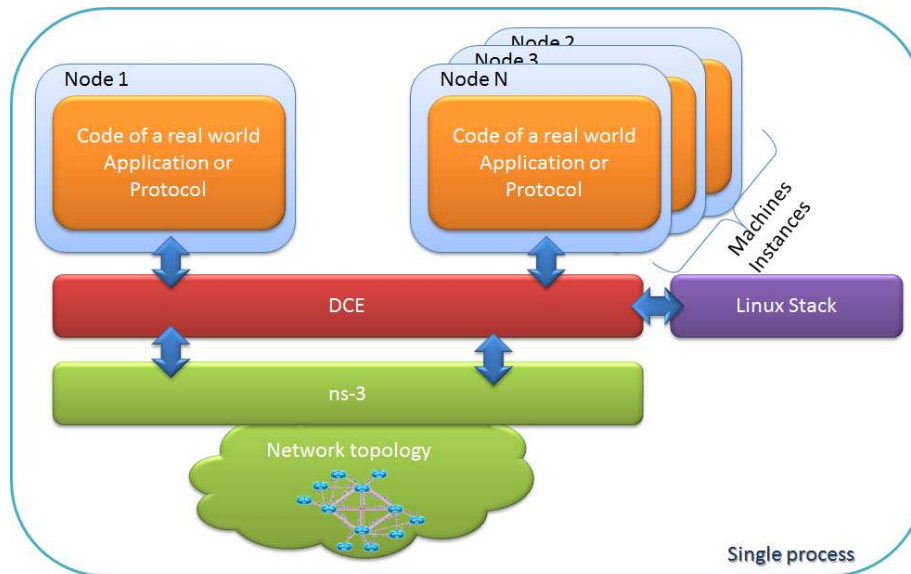 Node 2
Node 3
Node 1
Node N
Code of a real world
Application or
Protocol
Code of a real world
Application or
Protocol
Machines
Instances
DCE
Linux Stack
ns-3
Network topology
Single process